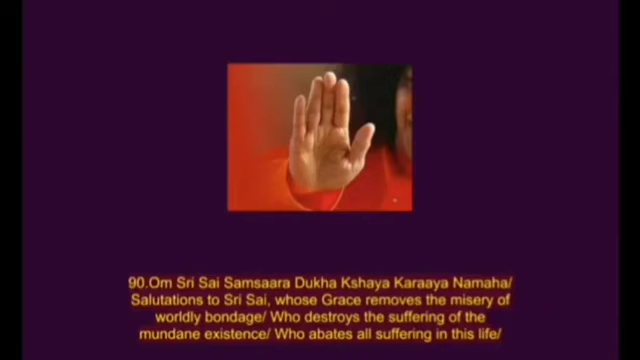 90.Om Sri Sai Samsaara Dukha Kshaya Karaaya Namaha/
Salutations to Sri Sai, whose Grace removes the misery of
worldly bondage/ Who destroys the suffering of the
mundane existence/ Who abates all suffering in this life/